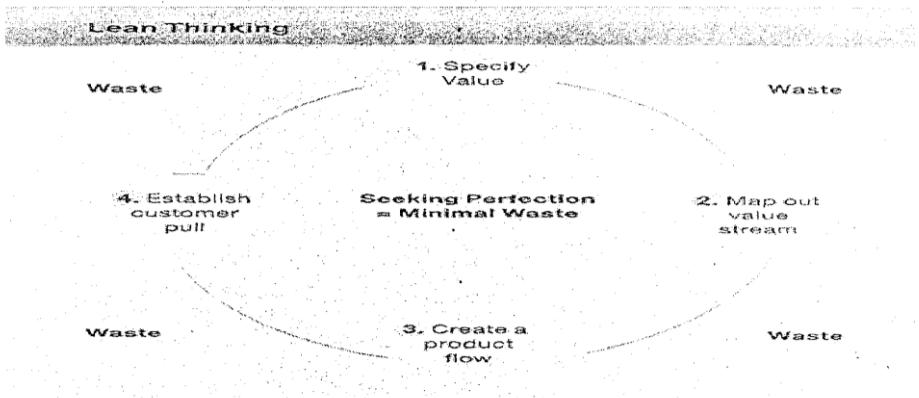 Lean Thinking
1. Specify
Value
Waste
Waste
4. Establish
customer
pull
Seeking Perfection
= Minimal Waste
2. Map out
value
stream
Waste
3. Create a
product
flow
Waste